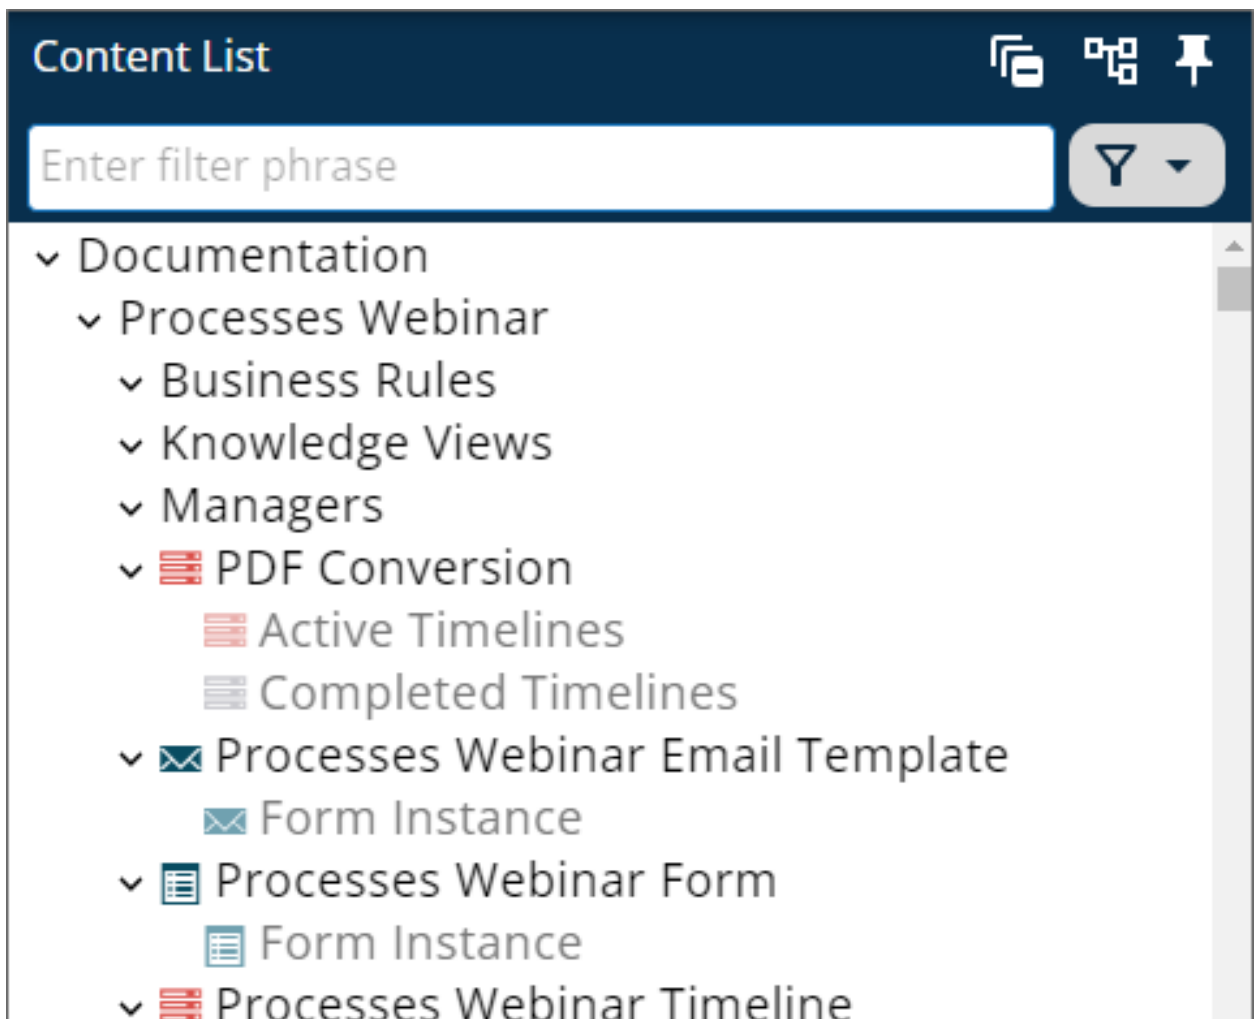 Content List
Enter filter phrase
Documentation
Processes Webinar
Business Rules
Knowledge Views
Managers
PDF Conversion
Active Timelines
Completed Timelines
Processes Webinar Email Template
Form Instance
Processes Webinar Form
Form Instance
Processes Webinar Timeline